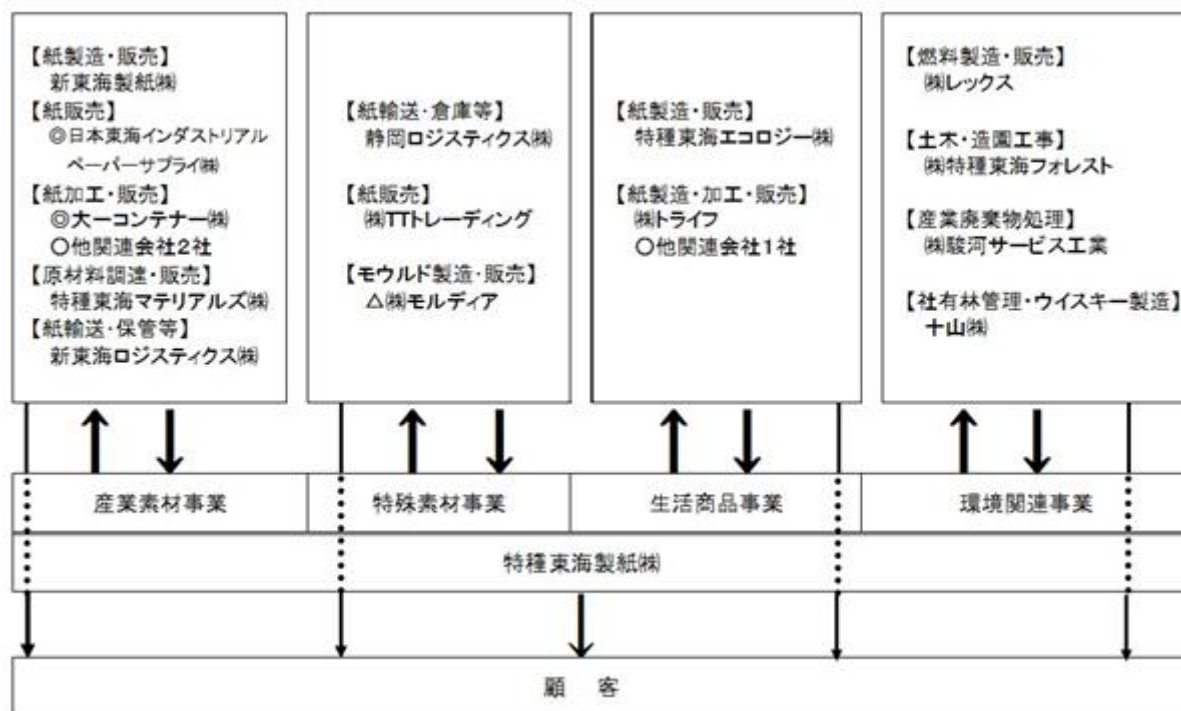 【紙製造・販売】
新東海製紙㈱
【紙販売】
◎日本東海インダストリアル
ペーパーサプライ㈱
【紙加工・販売】
◎大一コンテナー㈱
○他関連会社2社
【原材料調達・販売】
特種東海マテリアルズ㈱
【紙輸送・保管等】
新東海ロジスティクス㈱
【紙輸送・倉庫等】
静岡ロジスティクス㈱
【紙販売】
㈱TTトレーディング
【モウルド製造・販売】
△㈱モルディア
【紙製造・販売】
特種東海エコロジー㈱
【紙製造・加工・販売】
㈱トライフ
○他関連会社1社
【燃料製造・販売】
㈱レックス
【土木・造園工事】
㈱特種東海フォレスト
【産業廃棄物処理】
㈱駿河サービス工業
【社有林管理・ウイスキー製造】
十山㈱
産業素材事業
特殊素材事業
生活商品事業
環境関連事業
特種東海製紙㈱
顧 客